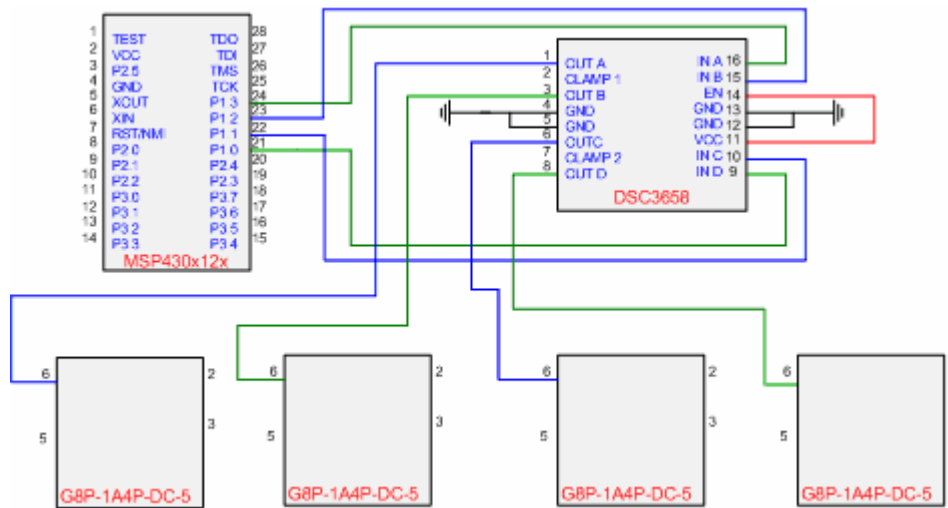 1 TEST TDO 28
2 VCC TDI 27
3 P2.5 TMS 26
4 GND TCK 25
5 XOUT P1.3 24
6 XIN P1.2 23
7 RST/NMI P1.1 22
8 P2.0 P1.0 21
9 P2.1 P2.4 20
10 P2.2 P2.3 19
11 P3.0 P3.7 18
12 P3.1 P3.6 17
13 P3.2 P3.5 16
14 P3.3 P3.4 15
MSP430x12x
1 OUT A IN A 16
2 CLAMP 1 IN B 15
3 OUT B EN 14
4 GND GND 13
5 GND GND 12
6 OUTC VCC 11
7 CLAMP 2 IN C 10
8 OUT D IN D 9
DSC3658
6 2
5 3
G8P-1A4P-DC-5
6 2
5 3
G8P-1A4P-DC-5
6 2
5 3
G8P-1A4P-DC-5
6
5
G8P-1A4P-DC-5